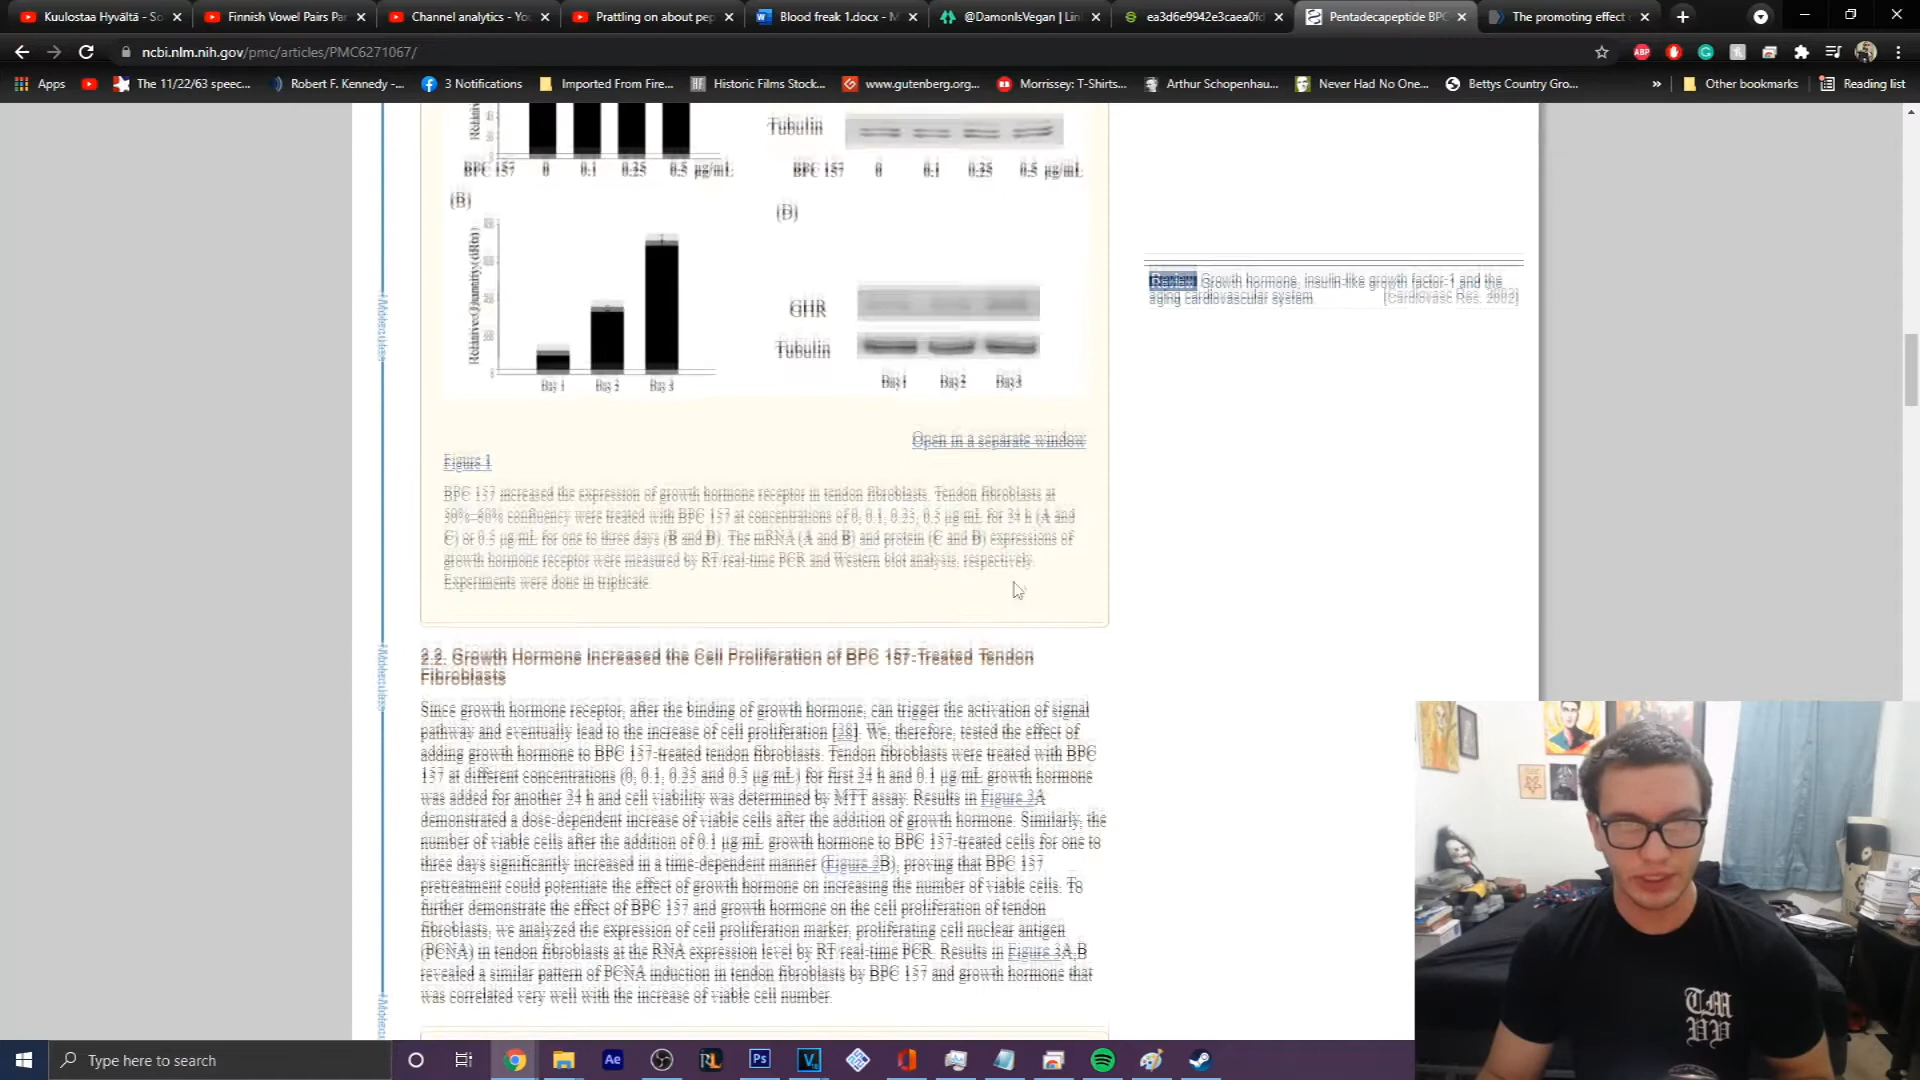 Kuulostaa Hyvältä - So
Finnish Vowel Pairs Par
Channel analytics - You
Prattling on about pep
Blood freak 1.docx - M
@DamonIsVegan | Lin
ea3d6e9942e3caea0fd
Pentadecapeptide BPC
The promoting effect o
ncbi.nlm.nih.gov/pmc/articles/PMC6271067/
Apps
The 11/22/63 speec...
Robert F. Kennedy -...
3 Notifications
Imported From Fire...
Historic Films Stock...
www.gutenberg.org...
Morrissey: T-Shirts...
Arthur Schopenhau...
Never Had No One...
Bettys Country Gro...
»
Other bookmarks
Reading list
Tubulin
BPC 157 0 0.1 0.25 0.5 μg/mL
BPC 157 0 0.1 0.25 0.5 μg/mL
(B)
(D)
Relative Quantity (dRn)
GHR
Tubulin
Day 1 Day 2 Day 3
Day1 Day2 Day3
Review Growth hormone, insulin-like growth factor-1 and the
aging cardiovascular system. [Cardiovasc Res. 2002]
Open in a separate window
Figure 1
BPC 157 increased the expression of growth hormone receptor in tendon fibroblasts. Tendon fibroblasts at
50%–60% confluency were treated with BPC 157 at concentrations of 0, 0.1, 0.25, 0.5 μg/mL for 24 h (A and
C) or 0.5 μg/mL for one to three days (B and D). The mRNA (A and B) and protein (C and D) expressions of
growth hormone receptor were measured by RT/real-time PCR and Western blot analysis, respectively.
Experiments were done in triplicate.
2.2. Growth Hormone Increased the Cell Proliferation of BPC 157-Treated Tendon
Fibroblasts
Since growth hormone receptor, after the binding of growth hormone, can trigger the activation of signal
pathway and eventually lead to the increase of cell proliferation [28]. We, therefore, tested the effect of
adding growth hormone to BPC 157-treated tendon fibroblasts. Tendon fibroblasts were treated with BPC
157 at different concentrations (0, 0.1, 0.25 and 0.5 μg/mL) for first 24 h and 0.1 μg/mL growth hormone
was added for another 24 h and cell viability was determined by MTT assay. Results in Figure 2A
demonstrated a dose-dependent increase of viable cells after the addition of growth hormone. Similarly, the
number of viable cells after the addition of 0.1 μg/mL growth hormone to BPC 157-treated cells for one to
three days significantly increased in a time-dependent manner (Figure 2B), proving that BPC 157
pretreatment could potentiate the effect of growth hormone on increasing the number of viable cells. To
further demonstrate the effect of BPC 157 and growth hormone on the cell proliferation of tendon
fibroblasts, we analyzed the expression of cell proliferation marker, proliferating cell nuclear antigen
(PCNA) in tendon fibroblasts at the RNA expression level by RT/real-time PCR. Results in Figure 3A,B
revealed a similar pattern of PCNA induction in tendon fibroblasts by BPC 157 and growth hormone that
was correlated very well with the increase of viable cell number.
Type here to search